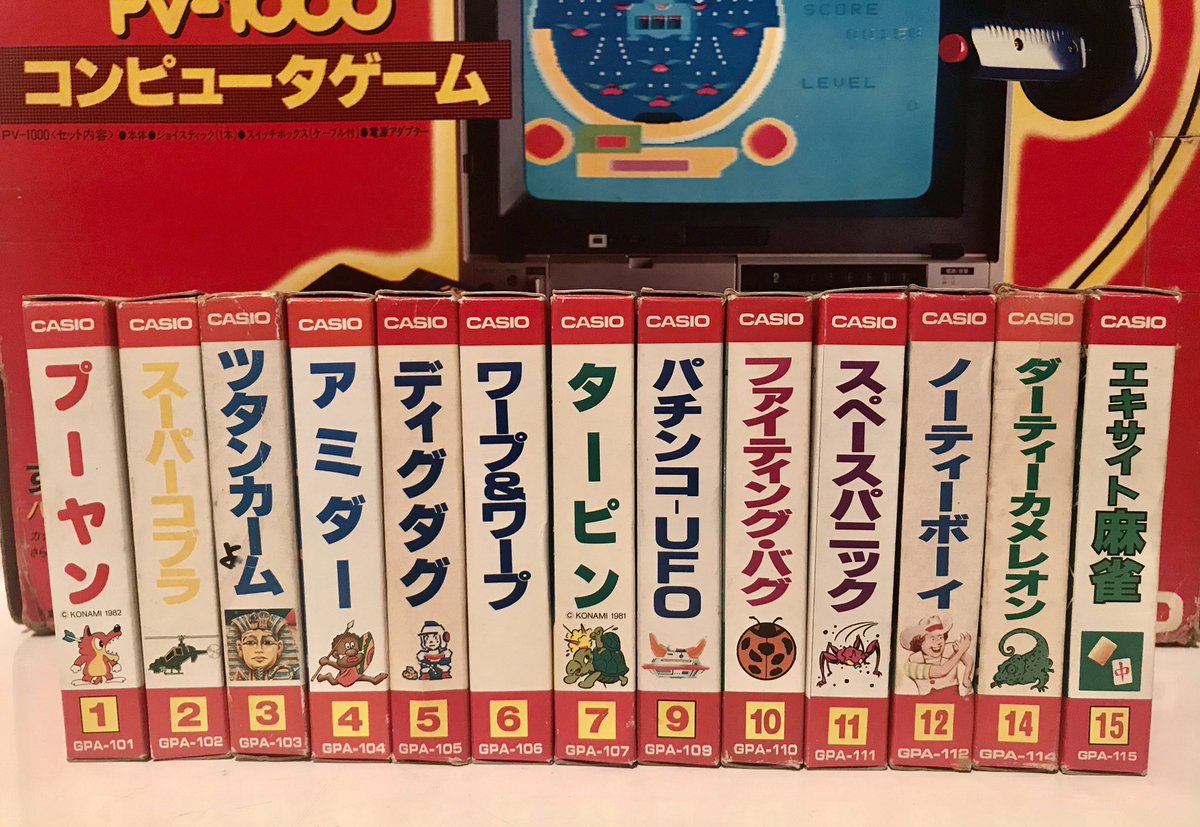 PV-1000
コンピュータゲーム
PV-1000〈セット内容〉●本体●ジョイスティック(1本)●スイッチボックス(ケーブル付)●電源アダプター
SCORE
LEVEL
0
CASIO
プーヤン
© KONAMI 1982
1
GPA-101
CASIO
スーパーコブラ
2
GPA-102
CASIO
ツタンカーム
よ
3
GPA-103
CASIO
アミダー
4
GPA-104
CASIO
ディグダグ
5
GPA-105
CASIO
ワープ&ワープ
6
GPA-106
CASIO
ターピン
© KONAMI 1981
7
GPA-107
CASIO
パチンコ-UFO
9
GPA-109
CASIO
ファイティング・バグ
10
GPA-110
CASIO
スペースパニック
11
GPA-111
CASIO
ノーティーボーイ
12
GPA-112
CASIO
ダーティーカメレオン
14
GPA-114
CASIO
エキサイト麻雀
中
15
GPA-115